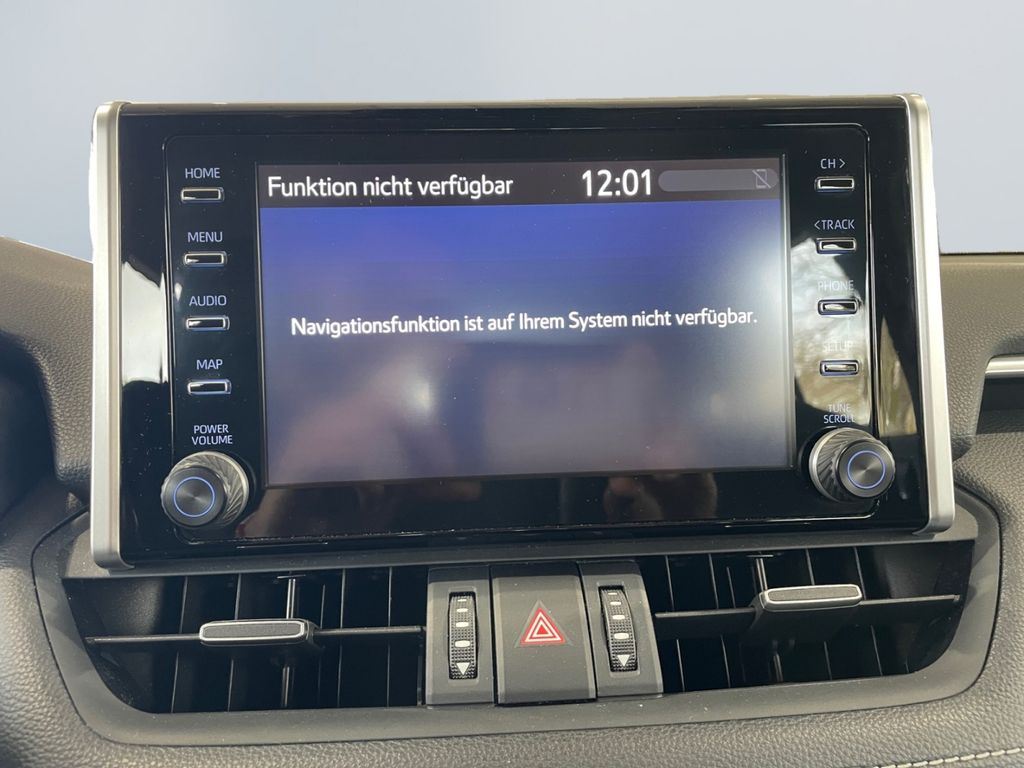 HOME
MENU
AUDIO
MAP
POWER
VOLUME
Funktion nicht verfügbar 12:01
Navigationsfunktion ist auf Ihrem System nicht verfügbar.
CH >
< TRACK
PHONE
SETUP
TUNE
SCROLL